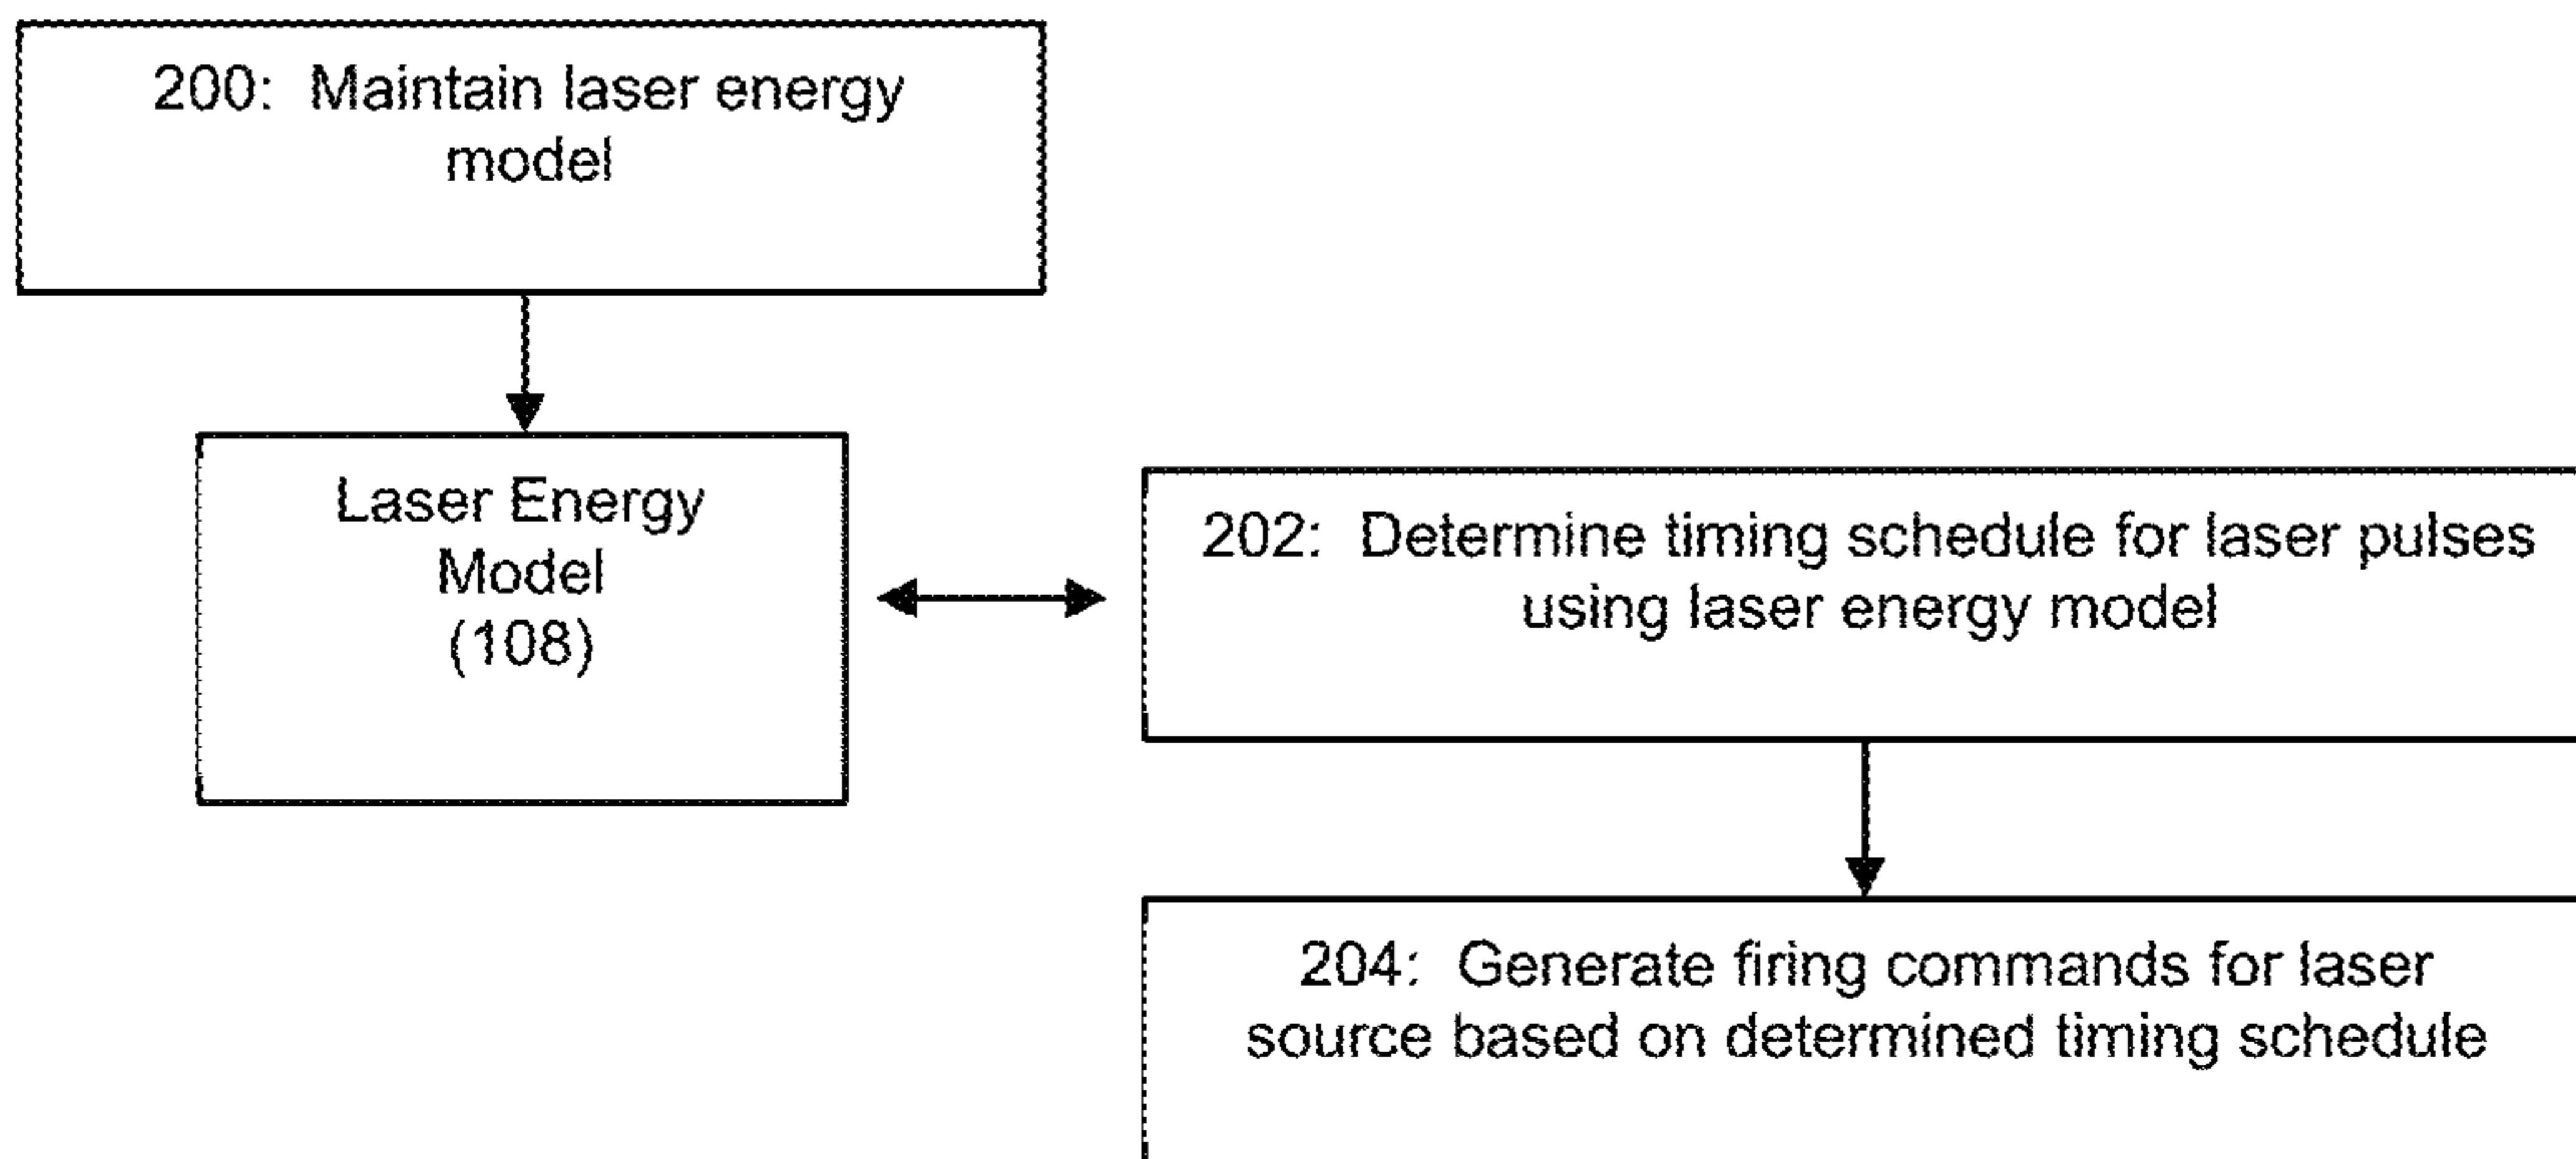 200: Maintain laser energy
model
Laser Energy
Model
(108)
202: Determine timing schedule for laser pulses
using laser energy model
204: Generate firing commands for laser
source based on determined timing schedule